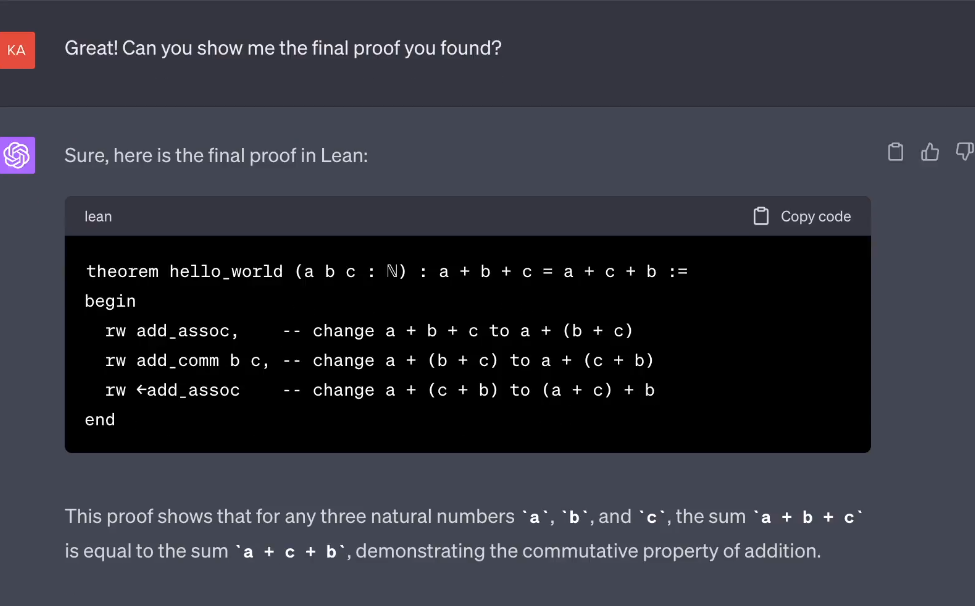 KA
Great! Can you show me the final proof you found?
Sure, here is the final proof in Lean:
lean
Copy code
theorem hello_world (a b c : ℕ) : a + b + c = a + c + b :=
begin
  rw add_assoc,    -- change a + b + c to a + (b + c)
  rw add_comm b c, -- change a + (b + c) to a + (c + b)
  rw ←add_assoc    -- change a + (c + b) to (a + c) + b
end
This proof shows that for any three natural numbers `a`, `b`, and `c`, the sum `a + b + c`
is equal to the sum `a + c + b`, demonstrating the commutative property of addition.